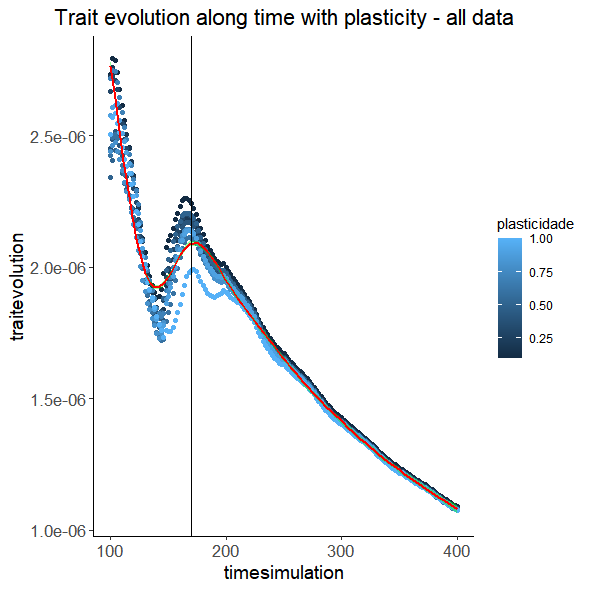 Trait evolution along time with plasticity - all data
traitevolution
2.5e-06
2.0e-06
1.5e-06
1.0e-06
100 200 300 400
timesimulation
plasticidade
1.00
0.75
0.50
0.25